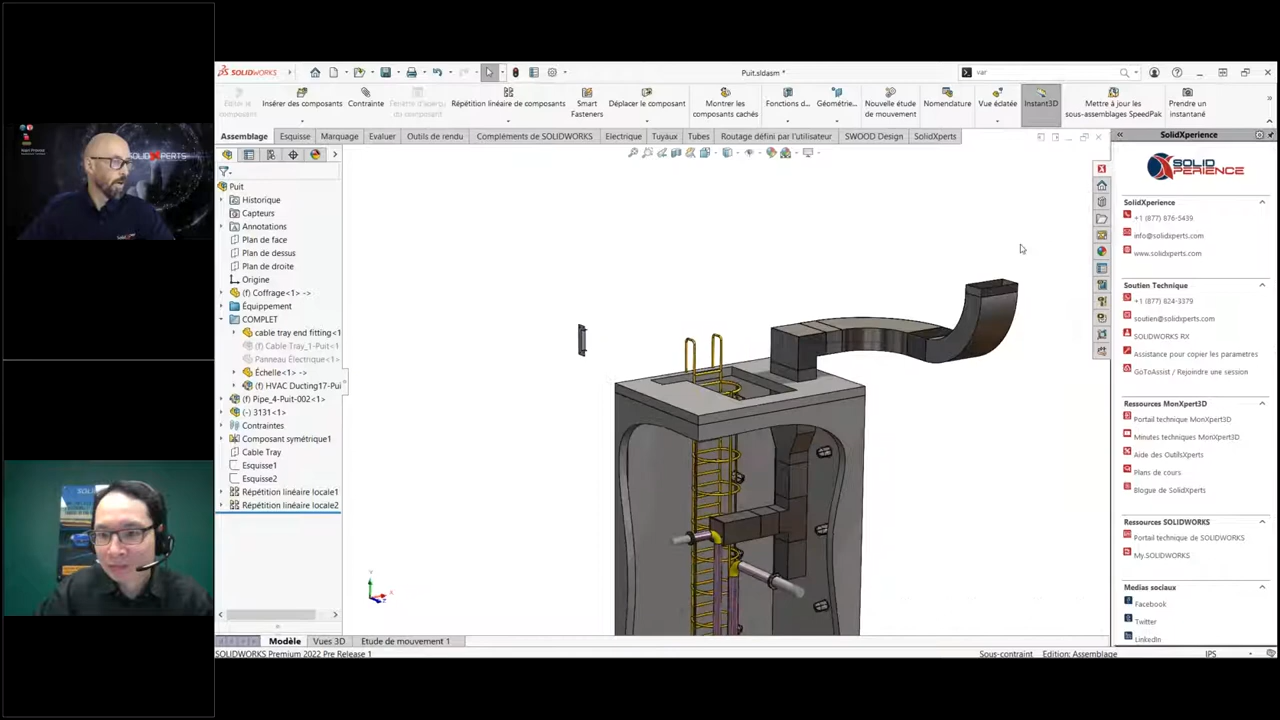 SOLIDXPERTS
SOLIDWORKS
Puit.sldasm *
var
Insérer des composants
Contrainte
Répétition linéaire de composants
Smart
Fasteners
Déplacer le composant
Montrer les
composants cachés
Fonctions d...
Géométrie...
Nouvelle étude
de mouvement
Nomenclature
Vue éclatée
Instant3D
Mettre à jour les
sous-assemblages SpeedPak
Prendre un
instantané
Assemblage
Esquisse
Marquage
Evaluer
Outils de rendu
Compléments de SOLIDWORKS
Electrique
Tuyaux
Tubes
Routage défini par l'utilisateur
SWOOD Design
SolidXperts
SolidXperience
Puit
Historique
Capteurs
Annotations
Plan de face
Plan de dessus
Plan de droite
Origine
(f) Coffrage<1> ->
Équippement
COMPLET
cable tray end fitting<1
(f) Cable Tray_1-Puit<1
Panneau Électrique<1>
Échelle<1> ->
(f) HVAC Ducting17-Pui
(f) Pipe_4-Puit-002<1>
(-) 3131<1>
Contraintes
Composant symétrique1
Cable Tray
Esquisse1
Esquisse2
Répétition linéaire locale1
Répétition linéaire locale2
SOLID
XPERIENCE
SolidXperience
+1 (877) 876-5439
info@solidxperts.com
www.solidxperts.com
Soutien Technique
+1 (877) 824-3379
soutien@solidxperts.com
SOLIDWORKS RX
Assistance pour copier les parametres
GoToAssist / Rejoindre une session
Ressources MonXpert3D
Portail technique MonXpert3D
Minutes techniques MonXpert3D
Aide des OutilsXperts
Plans de cours
Blogue de SolidXperts
Ressources SOLIDWORKS
Portail technique de SOLIDWORKS
My.SOLIDWORKS
Medias sociaux
Facebook
Twitter
LinkedIn
Modèle
Vues 3D
Etude de mouvement 1
SOLIDWORKS Premium 2022 Pre Release 1
Sous-contraint
Edition: Assemblage
IPS